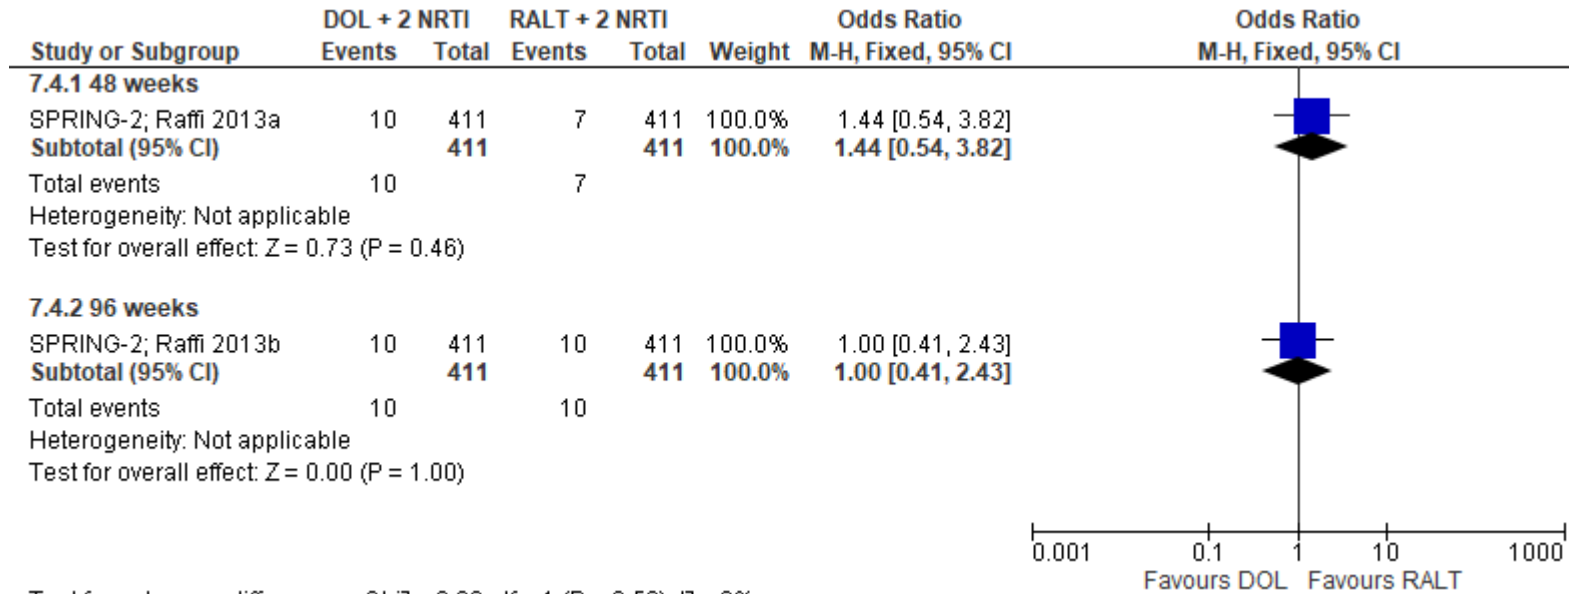 DOL + 2 NRTI RALT + 2 NRTI Odds Ratio Odds Ratio
Study or Subgroup Events Total Events Total Weight M-H, Fixed, 95% CI M-H, Fixed, 95% CI
7.4.1 48 weeks
SPRING-2; Raffi 2013a 10 411 7 411 100.0% 1.44 [0.54, 3.82]
Subtotal (95% CI) 411 411 100.0% 1.44 [0.54, 3.82]
Total events 10 7
Heterogeneity: Not applicable
Test for overall effect: Z = 0.73 (P = 0.46)
7.4.2 96 weeks
SPRING-2; Raffi 2013b 10 411 10 411 100.0% 1.00 [0.41, 2.43]
Subtotal (95% CI) 411 411 100.0% 1.00 [0.41, 2.43]
Total events 10 10
Heterogeneity: Not applicable
Test for overall effect: Z = 0.00 (P = 1.00)
0.001 0.1 1 10 1000
Favours DOL Favours RALT